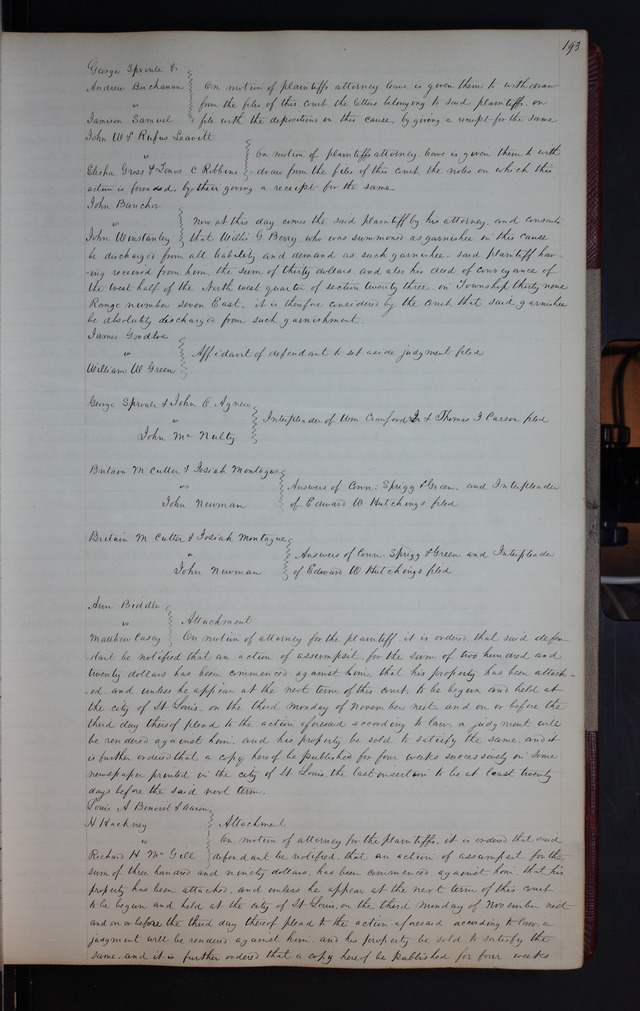 193
George Sproule &
Andrew Buchanan On motion of plaintiffs attorney leave is given them to withdraw
vs from the files of this court the letters belonging to said plaintiffs, on
Jamison Samuel file with the depositions in this cause, by giving a receipt for the same
John W & Rufus Leavitt
vs On motion of plaintiffs attorney leave is given them to with
Elisha Gress & Zenos C Robbins draw from the files of this court, the notes on which this
action is founded, by their giving a receipt for the same.
John Banchor
vs Now at this day comes the said plaintiff by his attorney, and consents
John Winstanley that Willis G Berry who was summoned as garnishee in this cause
be discharged from all liability and demand as such garnishee, said plaintiff hav-
-ing received from him the sum of thirty dollars, and also his deed of conveyance of
the West half of the North west quarter of section twenty three in Township thirty nine
Range number seven East, it is therefore considered by the court that said garnishee
be absolutely discharged from such garnishment.
James Goodloe
vs Affidavit of defendant to set aside judgment filed
William W Green
George Sproule & John O Agnew
vs Interpleader of Wm Crawford Jr & Thomas J Carson filed
John McNulty
Britain M Cutter & Josiah Montague
vs Answers of Conn: Sprigg & Green, and Interpleader
John Newman of Edward W Hutchings filed
Britain M Cutter & Josiah Montague
vs Answers of Conn: Sprigg & Green and Interpleader
John Newman of Edward W Hutchings filed
Ann Biddle
vs Attachment
Matthew Casey On motion of attorney for the plaintiff, it is ordered, that said defen
dant be notified that an action of assumpsit, for the sum of two hundred and
twenty dollars has been commenced against him, that his property has been attach-
ed, and unless he appear at the next term of this court, to be begun and held at
the city of St Louis, on the third Monday of November next, and on or before the
third day thereof plead to the action aforesaid according to law, a judgment will
be rendered against him, and his property be sold to satisfy the same, and it
is further ordered that a copy hereof be published for four weeks successively in some
newspaper printed in the city of St Louis, the last insertion to be at least twenty
days before the said next term.
Louis A Benoist & Aaron
H Hackney Attachment
vs On motion of attorney for the plaintiffs, it is ordered that said
Richard H McGill defendant be notified, that an action of assumpsit for the
sum of three hundred and ninety dollars, has been commenced against him, that his
property has been attached, and unless he appear at the next term of this court
to be begun and held at the city of St Louis, on the third Monday of November next
and on or before the third day thereof plead to the action aforesaid according to law, a
judgment will be rendered against him, and his property be sold to satisfy the
same, and it is further ordered that a copy hereof be published for four weeks